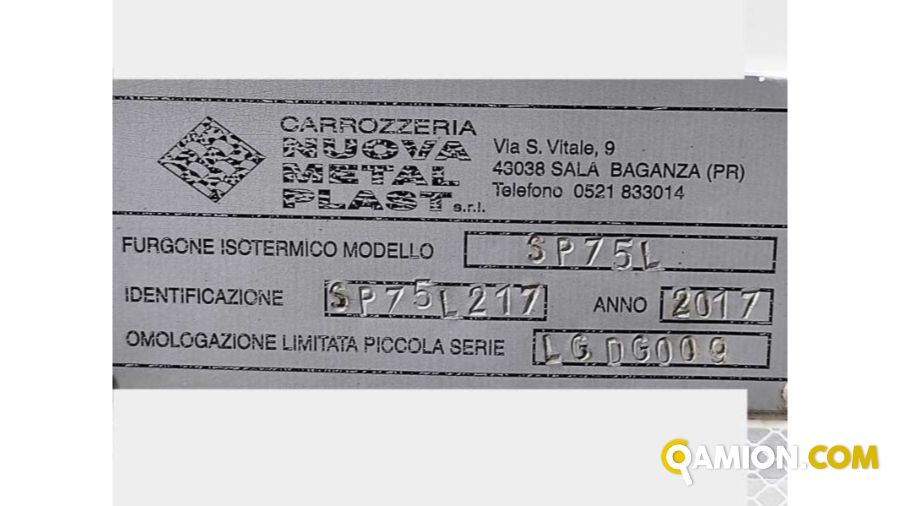 CARROZZERIA
NUOVA
METAL
PLAST s.r.l.
Via S. Vitale, 9
43038 SALA BAGANZA (PR)
Telefono 0521 833014
FURGONE ISOTERMICO MODELLO SP75L
IDENTIFICAZIONE SP75L217 ANNO 2017
OMOLOGAZIONE LIMITATA PICCOLA SERIE LGDG009
QAMION.COM